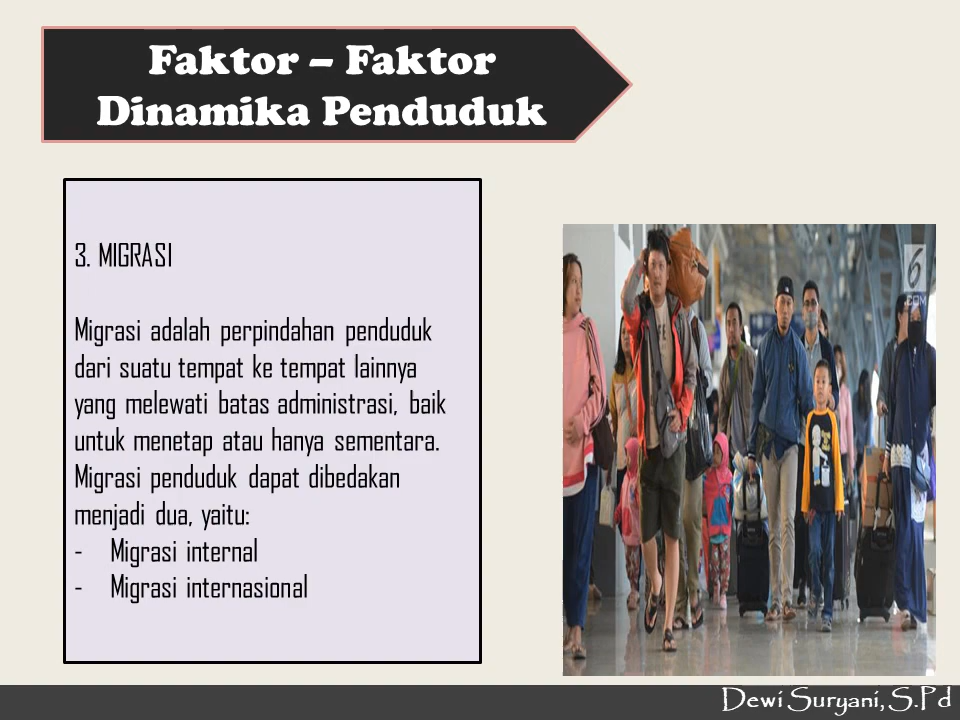 Faktor – Faktor
Dinamika Penduduk
3. MIGRASI
Migrasi adalah perpindahan penduduk
dari suatu tempat ke tempat lainnya
yang melewati batas administrasi, baik
untuk menetap atau hanya sementara.
Migrasi penduduk dapat dibedakan
menjadi dua, yaitu:
- Migrasi internal
- Migrasi internasional
6
.COM
Dewi Suryani, S.Pd